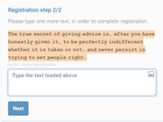 Registration step 2/2
Please type one more text, in order to complete registration.
The true secret of giving advice is, after you have
honestly given it, to be perfectly indifferent
whether it is taken or not, and never persist in
trying to set people right.
Type the text loaded above
Next